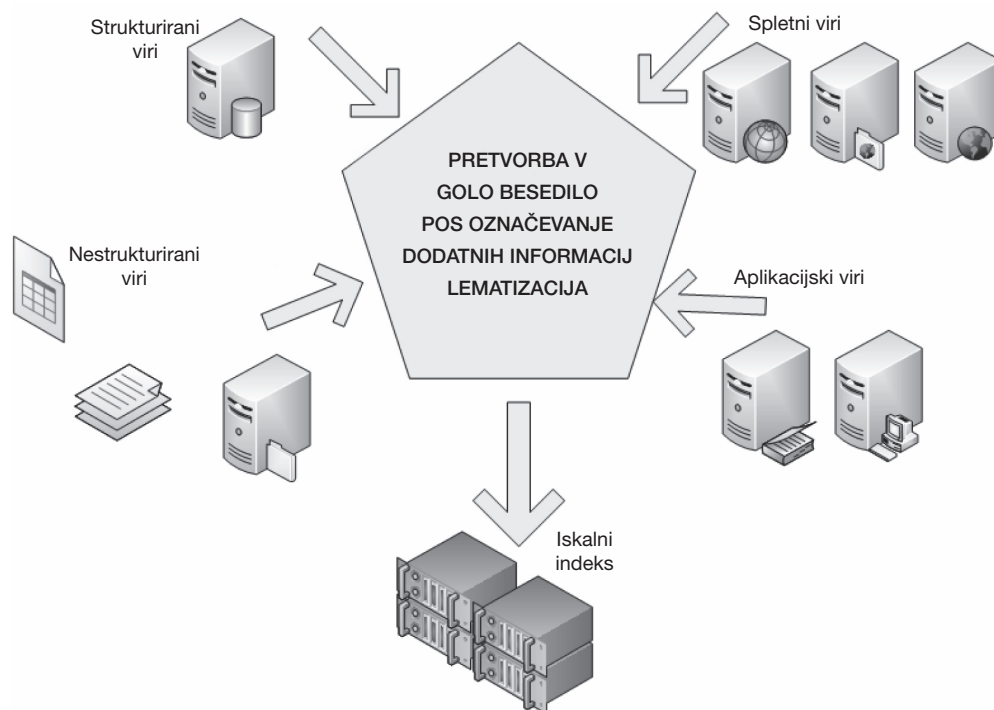 Strukturirani
viri
Spletni viri
PRETVORBA V
GOLO BESEDILO
POS OZNAČEVANJE
DODATNIH INFORMACIJ
LEMATIZACIJA
Nestrukturirani
viri
Aplikacijski viri
Iskalni
indeks